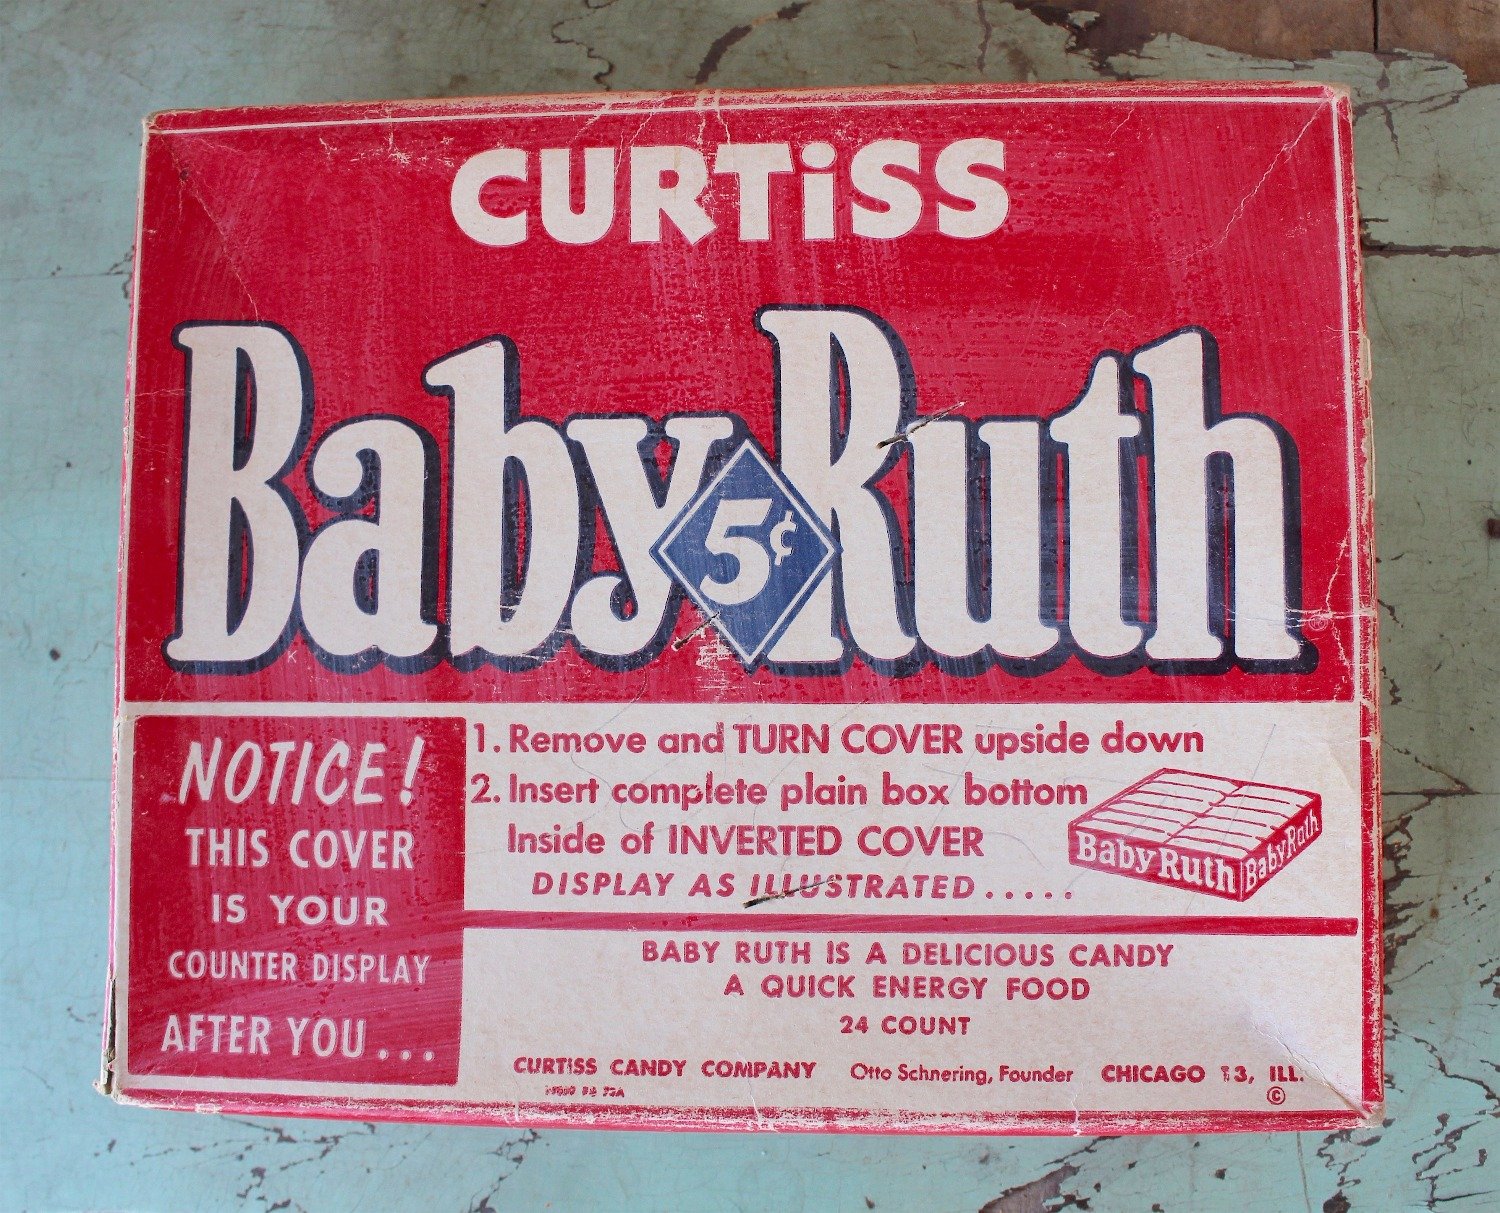 CURTiSS
Baby Ruth
5¢
NOTICE!
THIS COVER
IS YOUR
COUNTER DISPLAY
AFTER YOU...
1. Remove and TURN COVER upside down
2. Insert complete plain box bottom
Inside of INVERTED COVER
DISPLAY AS ILLUSTRATED.....
Baby Ruth
Baby Ruth
BABY RUTH IS A DELICIOUS CANDY
A QUICK ENERGY FOOD
24 COUNT
CURTISS CANDY COMPANY Otto Schnering, Founder CHICAGO 13, ILL.
©